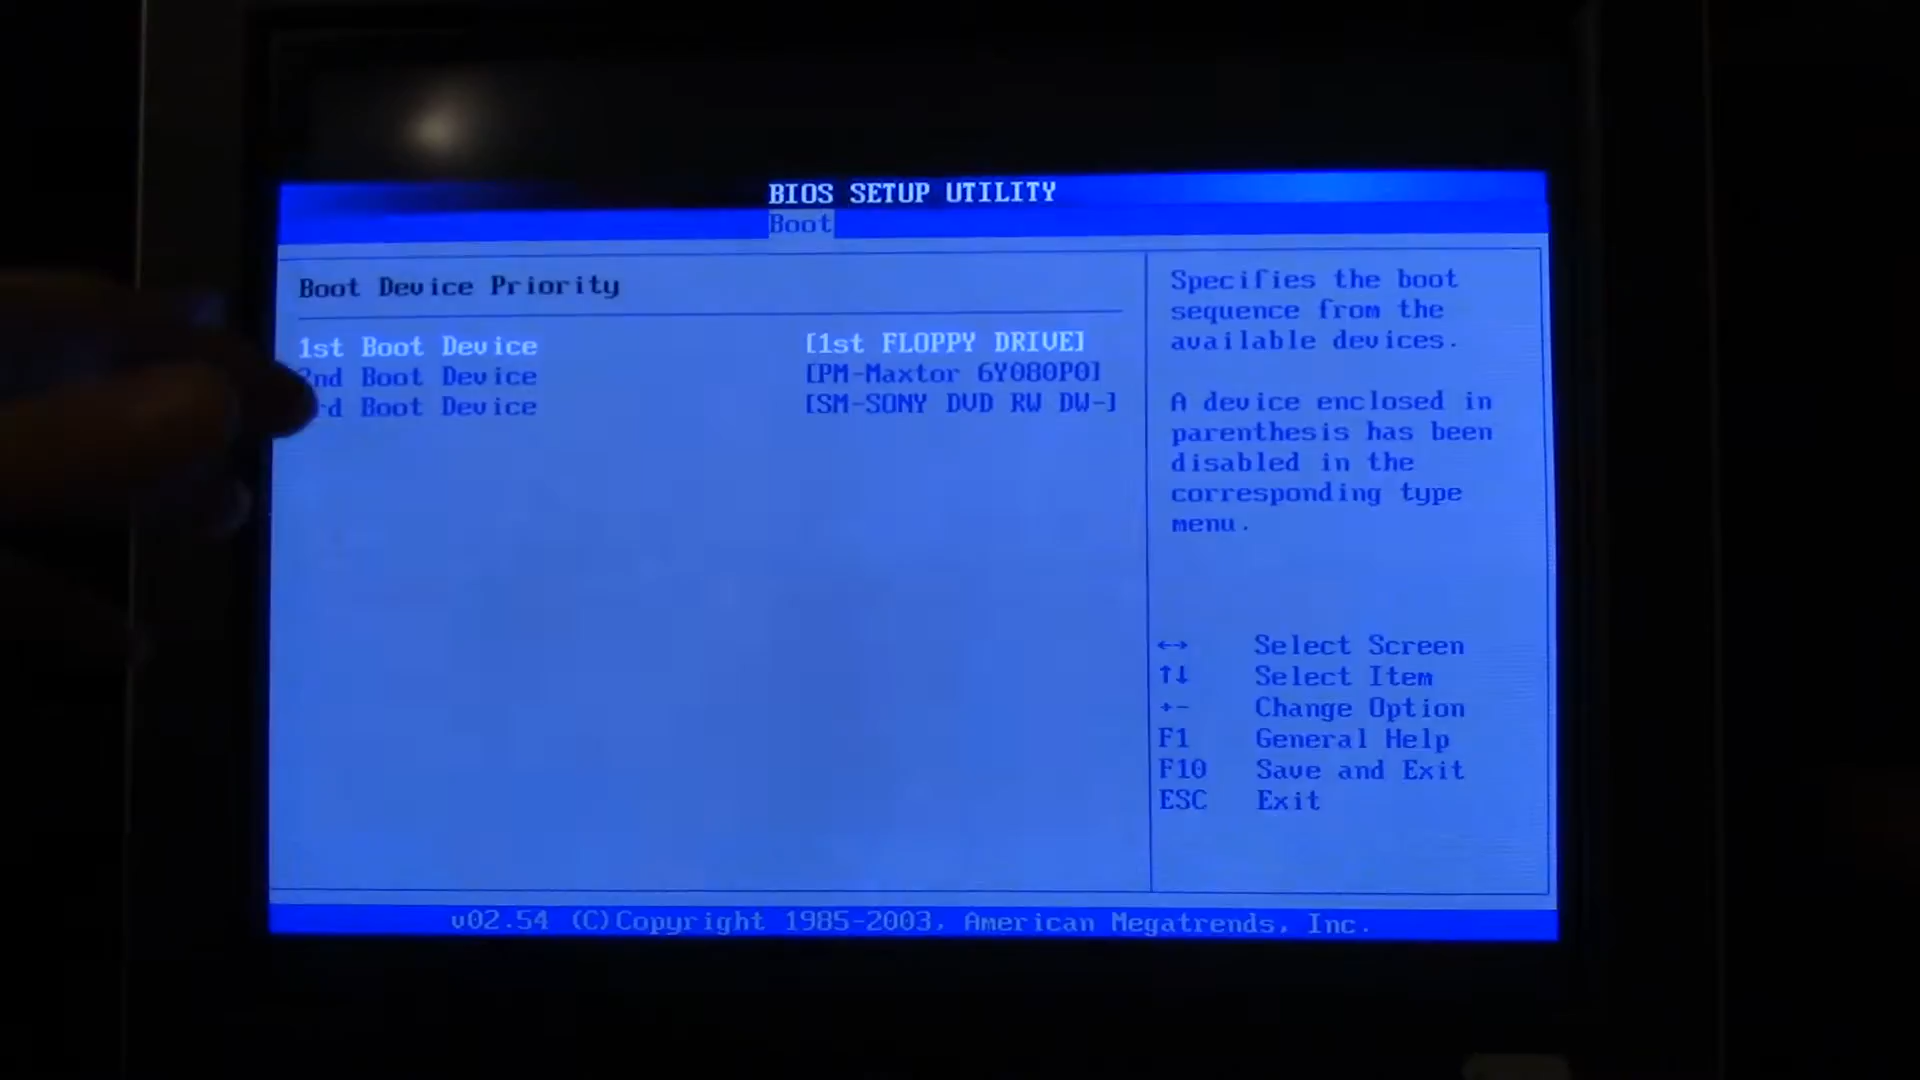 BIOS SETUP UTILITY
Boot
Boot Device Priority
1st Boot Device [1st FLOPPY DRIVE]
2nd Boot Device [PM-Maxtor 6Y080P0]
3rd Boot Device [SM-SONY DVD RW DW-]
Specifies the boot
sequence from the
available devices.
A device enclosed in
parenthesis has been
disabled in the
corresponding type
menu.
↔ Select Screen
↑↓ Select Item
+- Change Option
F1 General Help
F10 Save and Exit
ESC Exit
v02.54 (C)Copyright 1985-2003, American Megatrends, Inc.